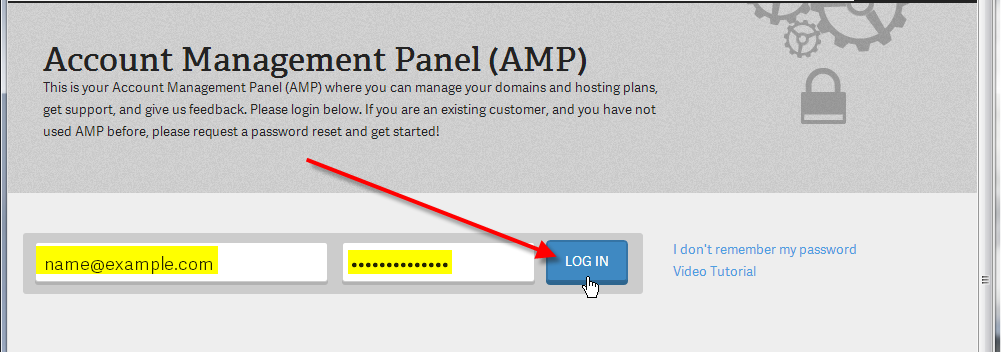 Account Management Panel (AMP)
This is your Account Management Panel (AMP) where you can manage your domains and hosting plans,
get support, and give us feedback. Please login below. If you are an existing customer, and you have not
used AMP before, please request a password reset and get started!
name@example.com
••••••••••••••
LOG IN
I don't remember my password
Video Tutorial